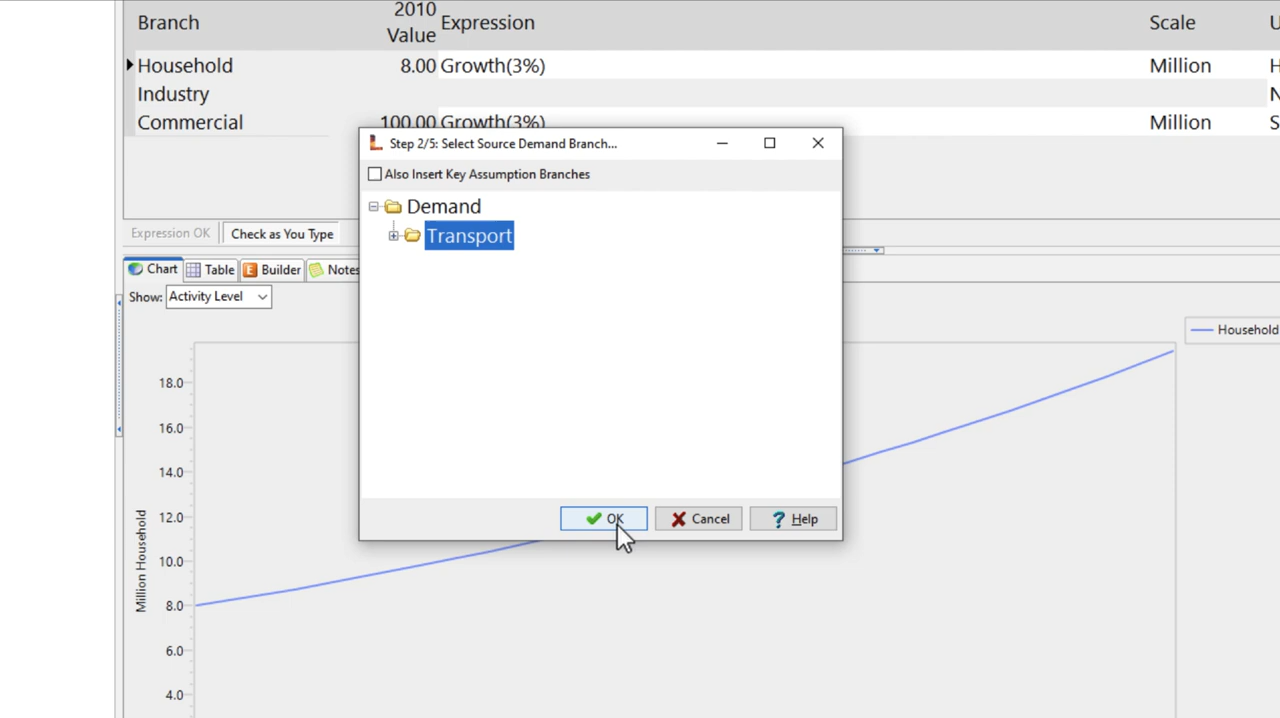 Branch 2010 Value Expression Scale U
Household 8.00 Growth(3%) Million H
Industry N
Commercial 100.00 Growth(3%) Million S
Step 2/5: Select Source Demand Branch...
Also Insert Key Assumption Branches
Demand
Transport
OK Cancel Help
Expression OK Check as You Type
Chart Table Builder Notes
Show: Activity Level
Household
Million Household
18.0
16.0
14.0
12.0
10.0
8.0
6.0
4.0